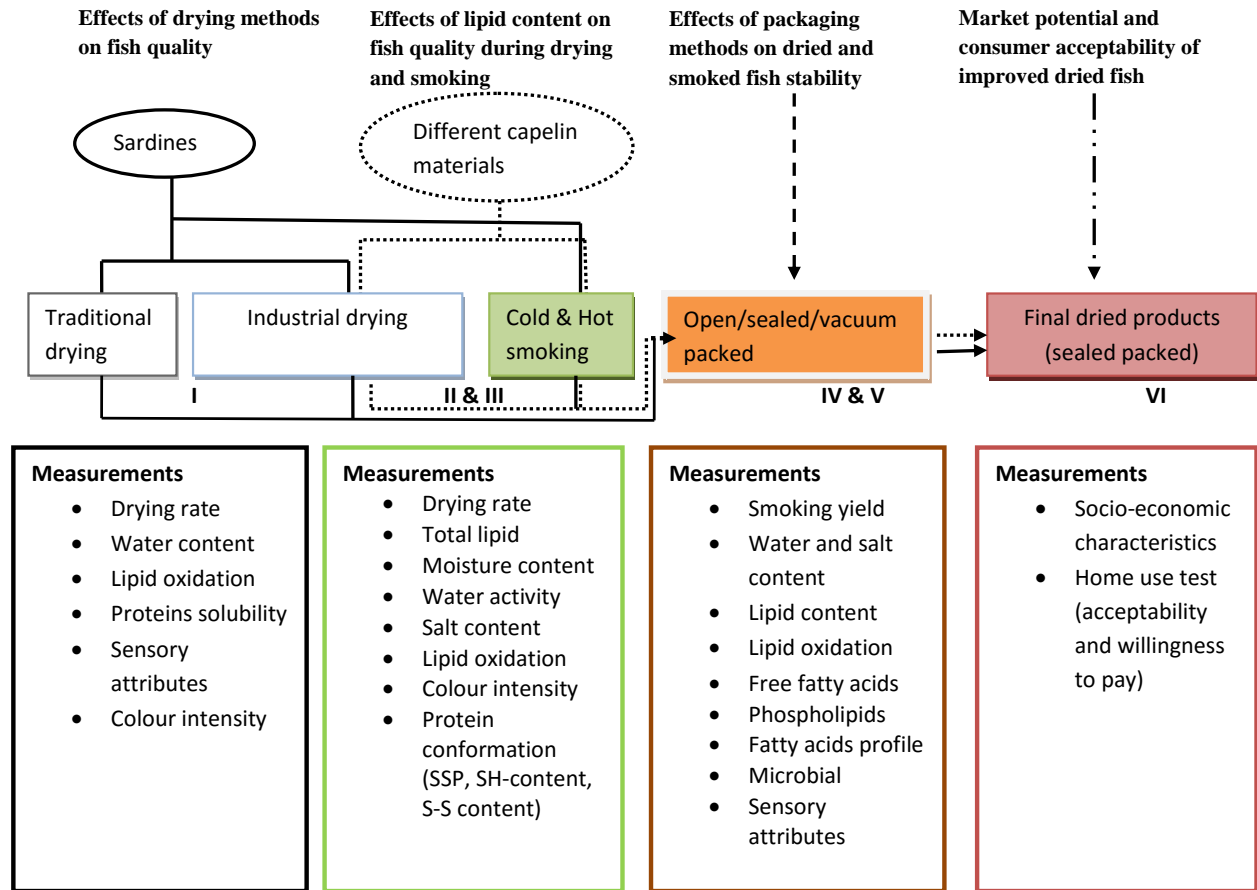 Effects of drying methods
on fish quality
Effects of lipid content on
fish quality during drying
and smoking
Effects of packaging
methods on dried and
smoked fish stability
Market potential and
consumer acceptability of
improved dried fish
Sardines
Different capelin
materials
Traditional
drying
Industrial drying
Cold & Hot
smoking
Open/sealed/vacuum
packed
Final dried products
(sealed packed)
I
II & III
IV & V
VI
Measurements
• Drying rate
• Water content
• Lipid oxidation
• Proteins solubility
• Sensory
attributes
• Colour intensity
Measurements
• Drying rate
• Total lipid
• Moisture content
• Water activity
• Salt content
• Lipid oxidation
• Colour intensity
• Protein
conformation
(SSP, SH-content,
S-S content)
Measurements
• Smoking yield
• Water and salt
content
• Lipid content
• Lipid oxidation
• Free fatty acids
• Phospholipids
• Fatty acids profile
• Microbial
• Sensory
attributes
Measurements
• Socio-economic
characteristics
• Home use test
(acceptability
and willingness
to pay)